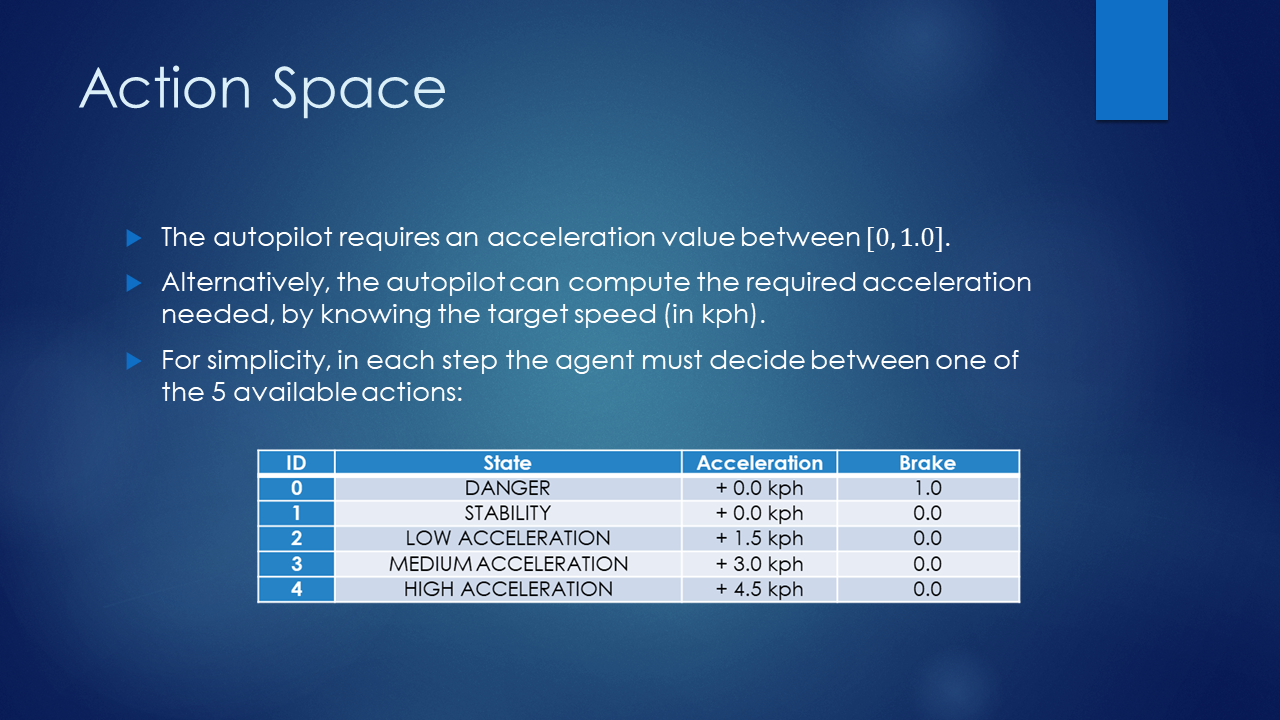 Action Space
The autopilot requires an acceleration value between [0, 1.0].
Alternatively, the autopilot can compute the required acceleration
needed, by knowing the target speed (in kph).
For simplicity, in each step the agent must decide between one of
the 5 available actions:
ID State Acceleration Brake
0 DANGER + 0.0 kph 1.0
1 STABILITY + 0.0 kph 0.0
2 LOW ACCELERATION + 1.5 kph 0.0
3 MEDIUM ACCELERATION + 3.0 kph 0.0
4 HIGH ACCELERATION + 4.5 kph 0.0